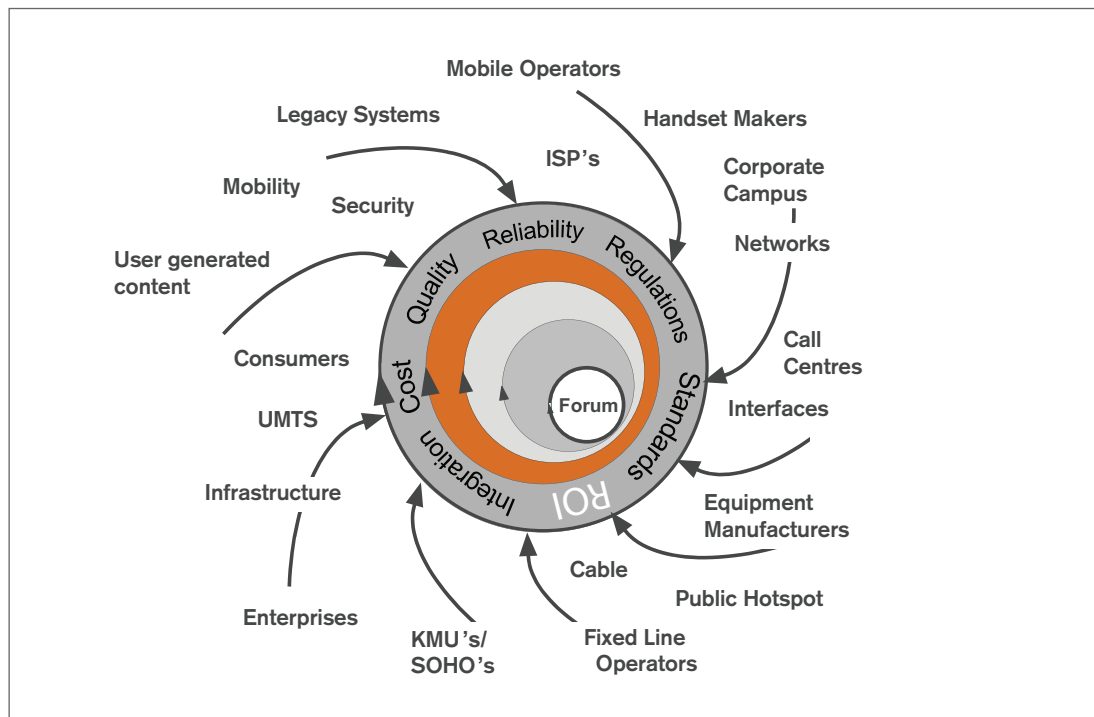 Mobile Operators
Legacy Systems
Handset Makers
ISP's
Corporate
Campus
Mobility
Security
Networks
User generated
content
Reliability
Quality
Regulations
Call
Centres
Consumers
Cost
Standards
Forum
Interfaces
UMTS
Integration
ROI
Infrastructure
Equipment
Manufacturers
Cable
Public Hotspot
Enterprises
KMU's/
SOHO's
Fixed Line
Operators